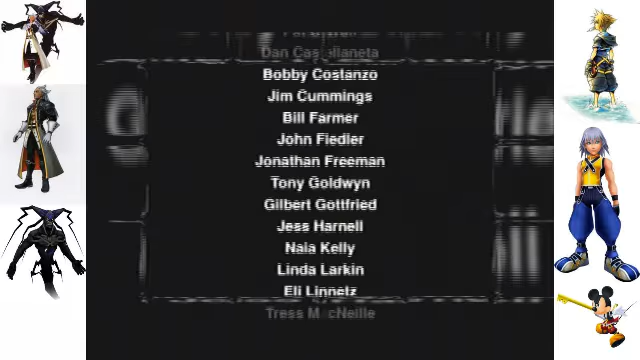 Dan Castellaneta
Bobby Costanzo
Jim Cummings
Bill Farmer
John Fiedler
Jonathan Freeman
Tony Goldwyn
Gilbert Gottfried
Jess Harnell
Naia Kelly
Linda Larkin
Eli Linnetz
Tress MacNeille